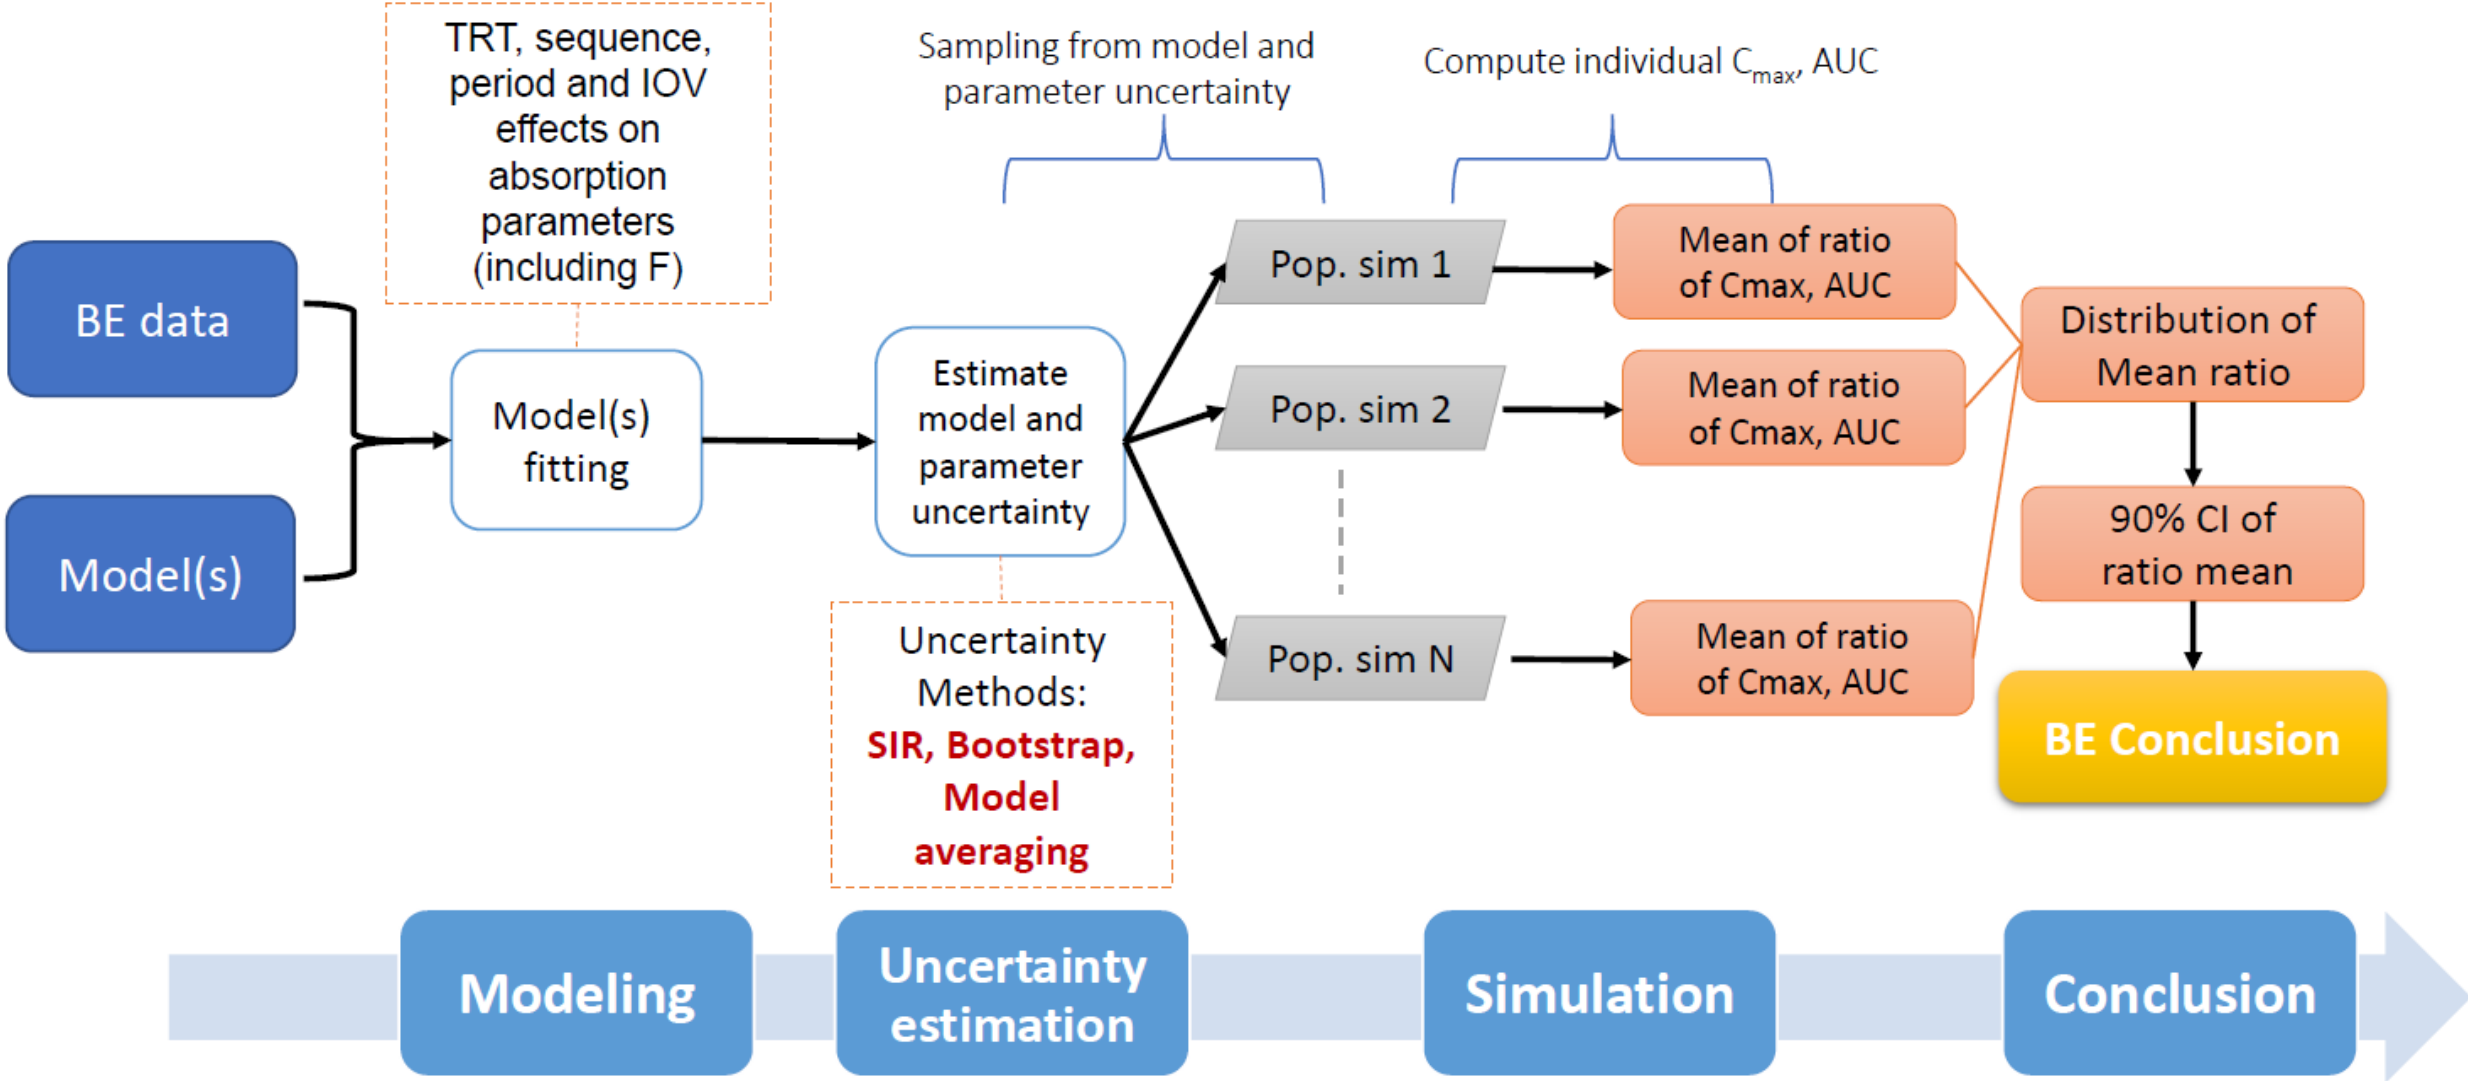 TRT, sequence,
period and IOV
effects on
absorption
parameters
(including F)
Sampling from model and
parameter uncertainty
Compute individual Cmax, AUC
BE data
Model(s)
Model(s)
fitting
Estimate
model and
parameter
uncertainty
Uncertainty
Methods:
SIR, Bootstrap,
Model
averaging
Pop. sim 1
Pop. sim 2
Pop. sim N
Mean of ratio
of Cmax, AUC
Mean of ratio
of Cmax, AUC
Mean of ratio
of Cmax, AUC
Distribution of
Mean ratio
90% CI of
ratio mean
BE Conclusion
Modeling
Uncertainty
estimation
Simulation
Conclusion